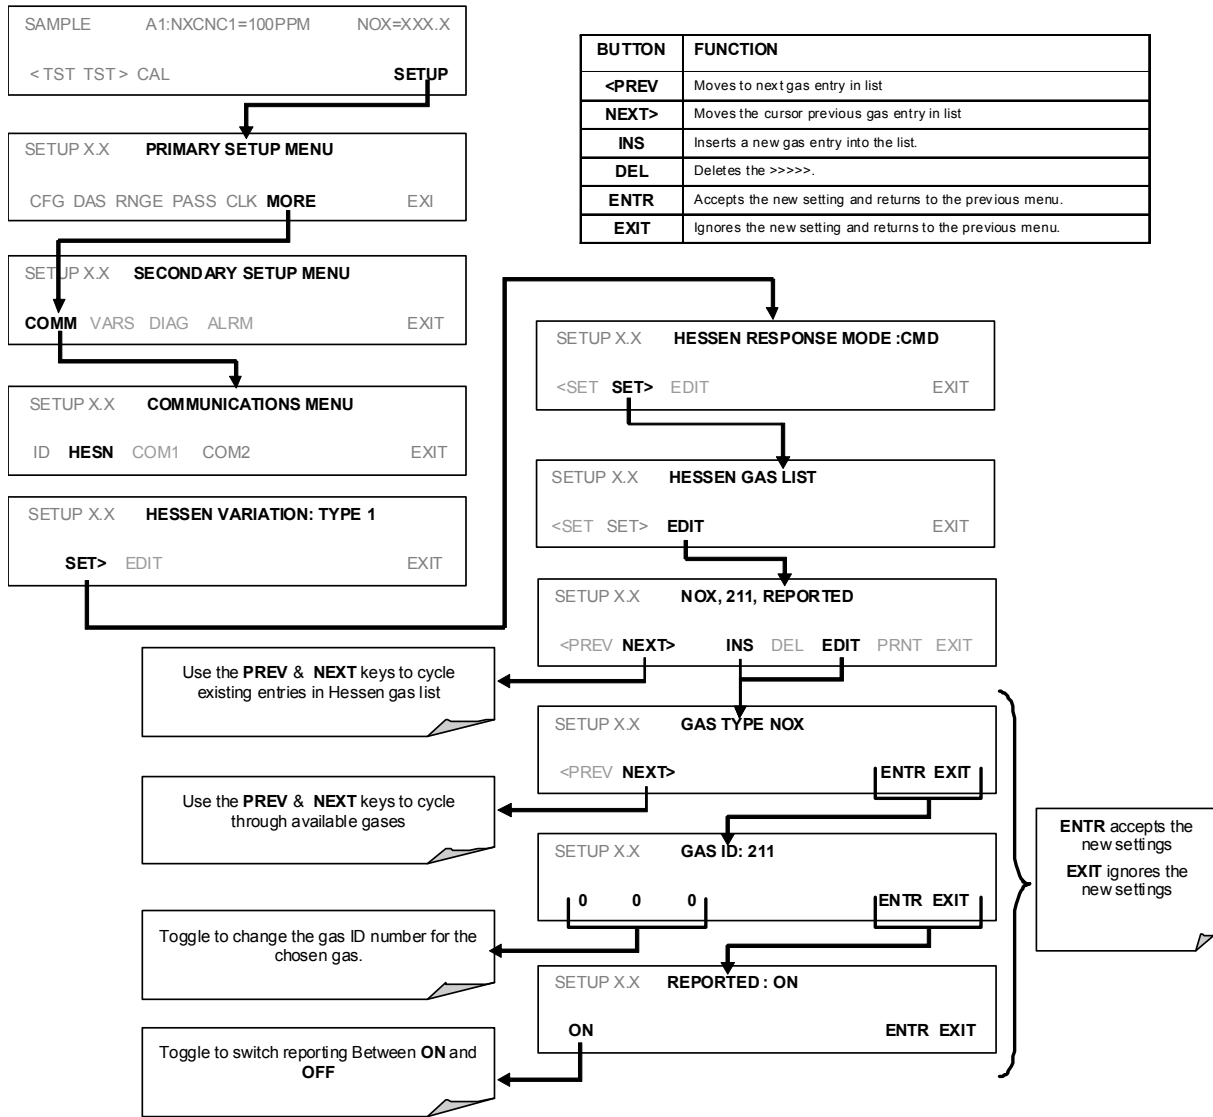 SAMPLE A1:NXCNC1=100PPM NOX=XXX.X
< TST TST > CAL SETUP
SETUP X.X PRIMARY SETUP MENU
CFG DAS RNGE PASS CLK MORE EXI
SETUP X.X SECONDARY SETUP MENU
COMM VARS DIAG ALRM EXIT
SETUP X.X COMMUNICATIONS MENU
ID HESN COM1 COM2 EXIT
SETUP X.X HESSEN VARIATION: TYPE 1
SET> EDIT EXIT
BUTTON FUNCTION
<PREV Moves to next gas entry in list
NEXT> Moves the cursor previous gas entry in list
INS Inserts a new gas entry into the list.
DEL Deletes the >>>>>.
ENTR Accepts the new setting and returns to the previous menu.
EXIT Ignores the new setting and returns to the previous menu.
SETUP X.X HESSEN RESPONSE MODE :CMD
<SET SET> EDIT EXIT
SETUP X.X HESSEN GAS LIST
<SET SET> EDIT EXIT
SETUP X.X NOX, 211, REPORTED
<PREV NEXT> INS DEL EDIT PRNT EXIT
Use the PREV & NEXT keys to cycle
existing entries in Hessen gas list
SETUP X.X GAS TYPE NOX
<PREV NEXT> ENTR EXIT
Use the PREV & NEXT keys to cycle
through available gases
SETUP X.X GAS ID: 211
0 0 0 ENTR EXIT
Toggle to change the gas ID number for the
chosen gas.
SETUP X.X REPORTED : ON
ON ENTR EXIT
Toggle to switch reporting Between ON and
OFF
ENTR accepts the
new settings
EXIT ignores the
new settings